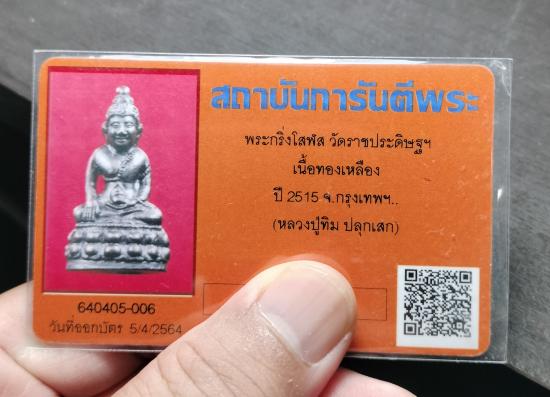 สถาบันการันตีพระ
พระกริ่งโสฬส วัดราชประดิษฐฯ
เนื้อทองเหลือง
ปี 2515 จ.กรุงเทพฯ..
(หลวงปู่ทิม ปลุกเสก)
640405-006
วันที่ออกบัตร 5/4/2564